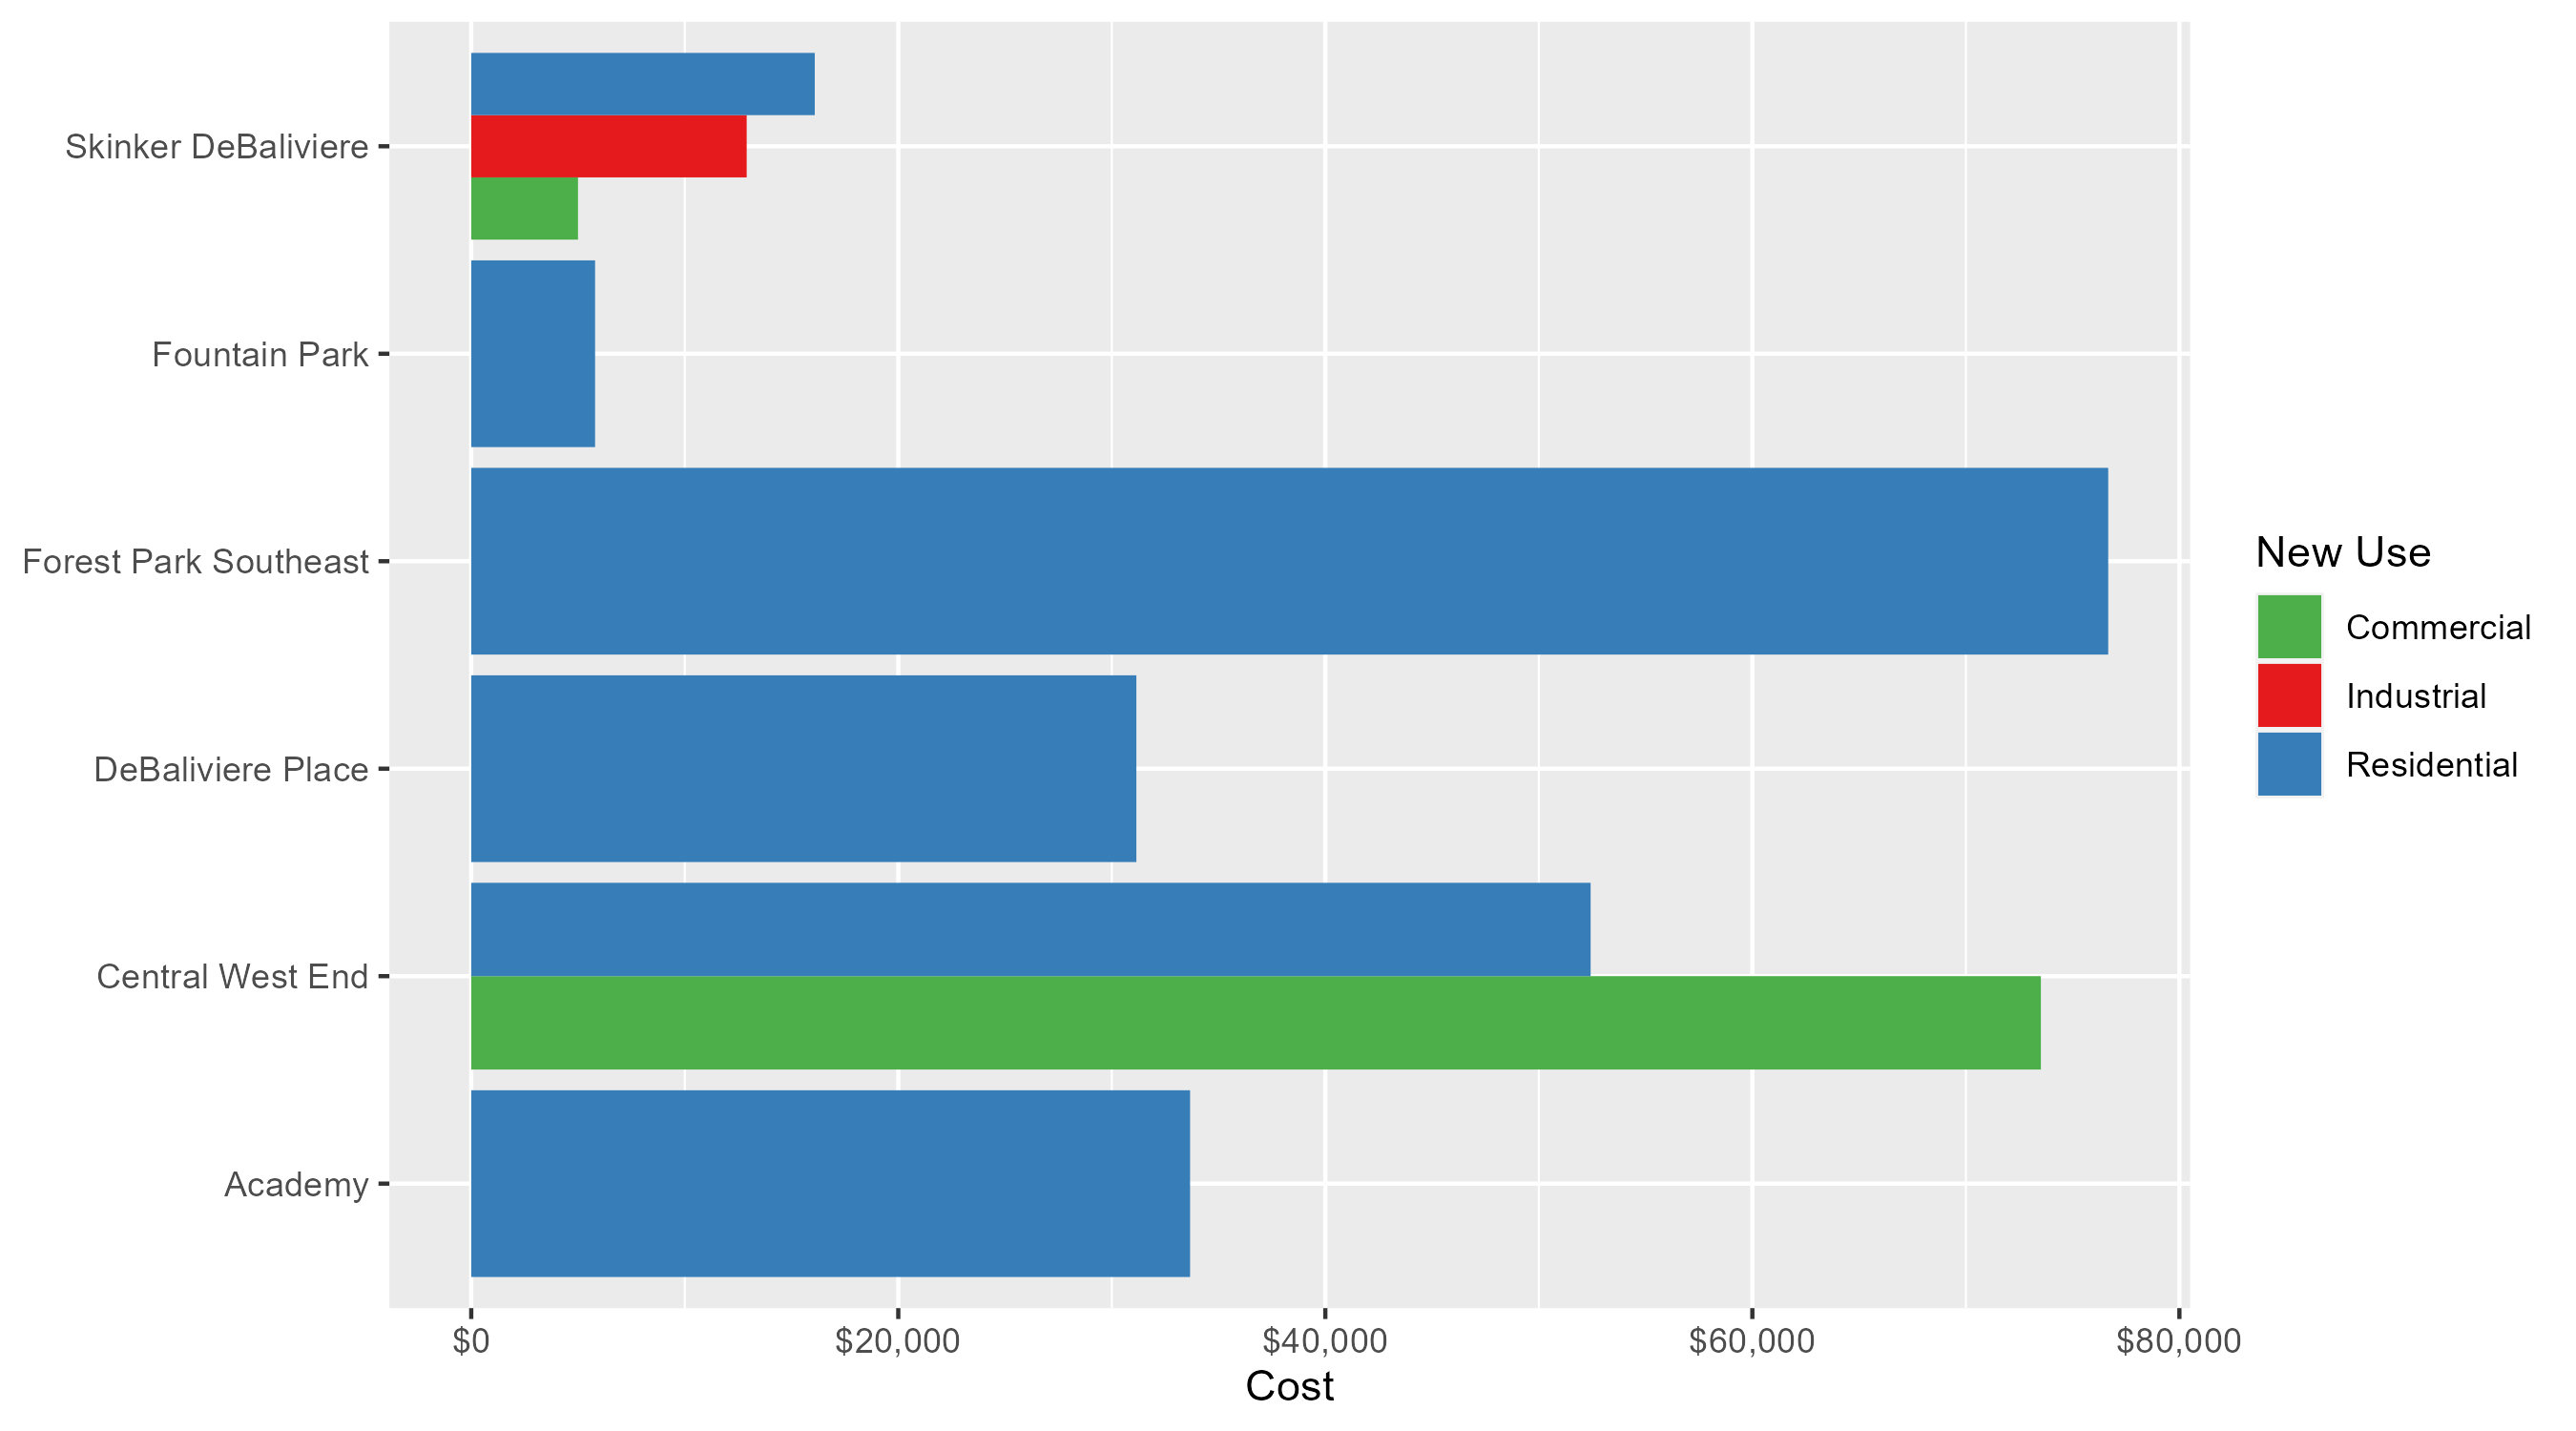 Skinker DeBaliviere
Fountain Park
Forest Park Southeast
DeBaliviere Place
Central West End
Academy
$0 $20,000 $40,000 $60,000 $80,000
Cost
New Use
Commercial
Industrial
Residential